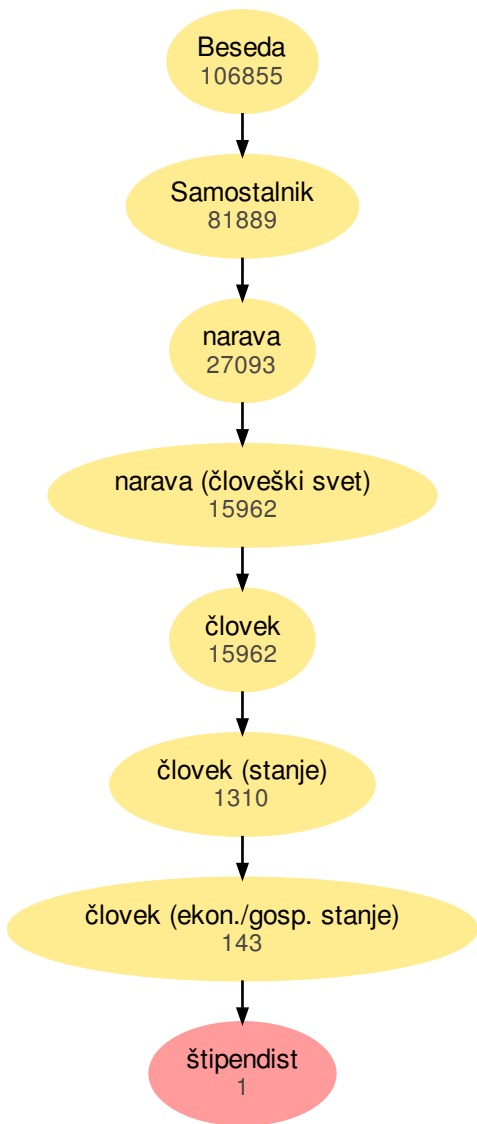 Beseda
106855
Samostalnik
81889
narava
27093
narava (človeški svet)
15962
človek
15962
človek (stanje)
1310
človek (ekon./gosp. stanje)
143
štipendist
1